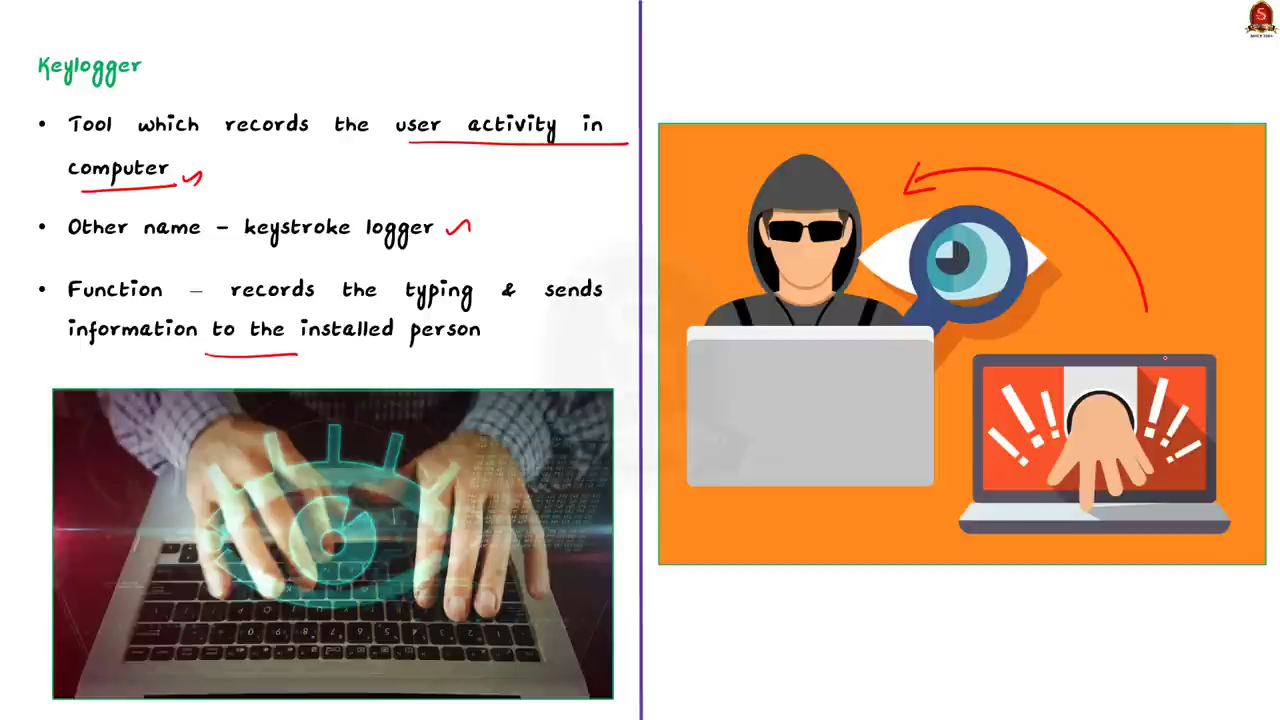 Keylogger
• Tool which records the user activity in
computer
• Other name – keystroke logger
• Function – records the typing & sends
information to the installed person